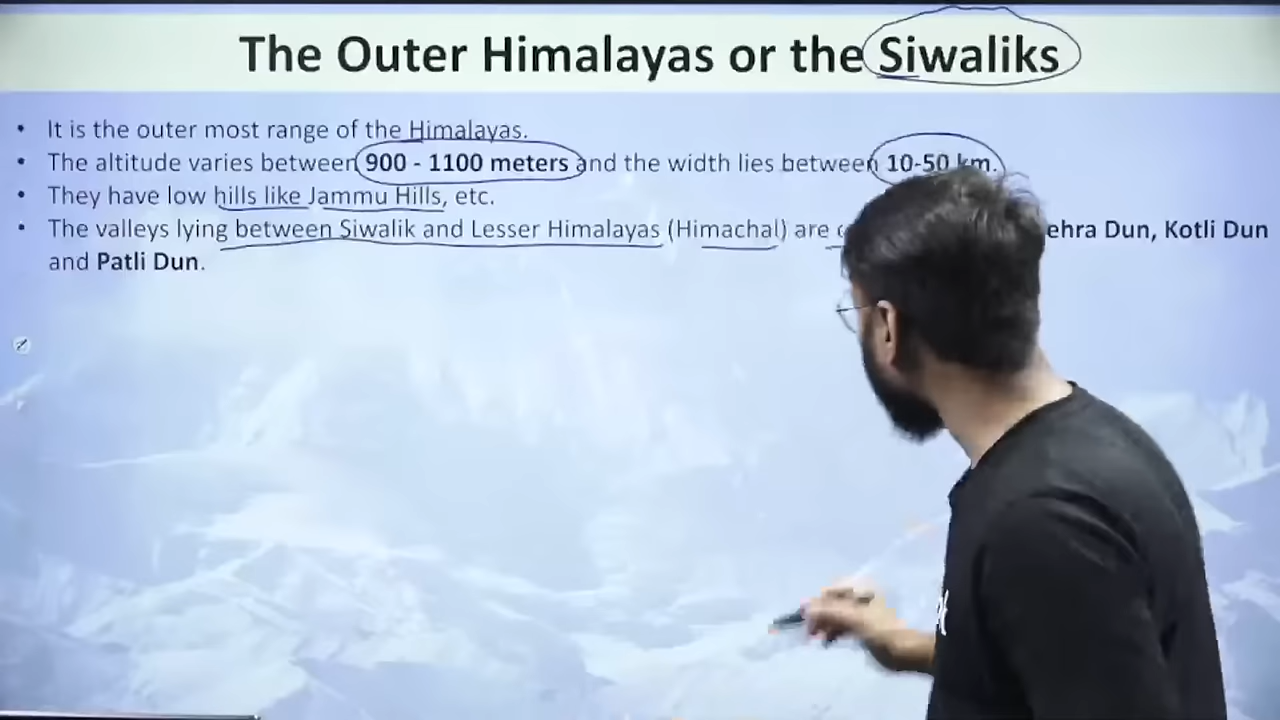 The Outer Himalayas or the Siwaliks
• It is the outer most range of the Himalayas.
• The altitude varies between 900 - 1100 meters and the width lies between 10-50 km.
• They have low hills like Jammu Hills, etc.
• The valleys lying between Siwalik and Lesser Himalayas (Himachal) are ehra Dun, Kotli Dun
and Patli Dun.